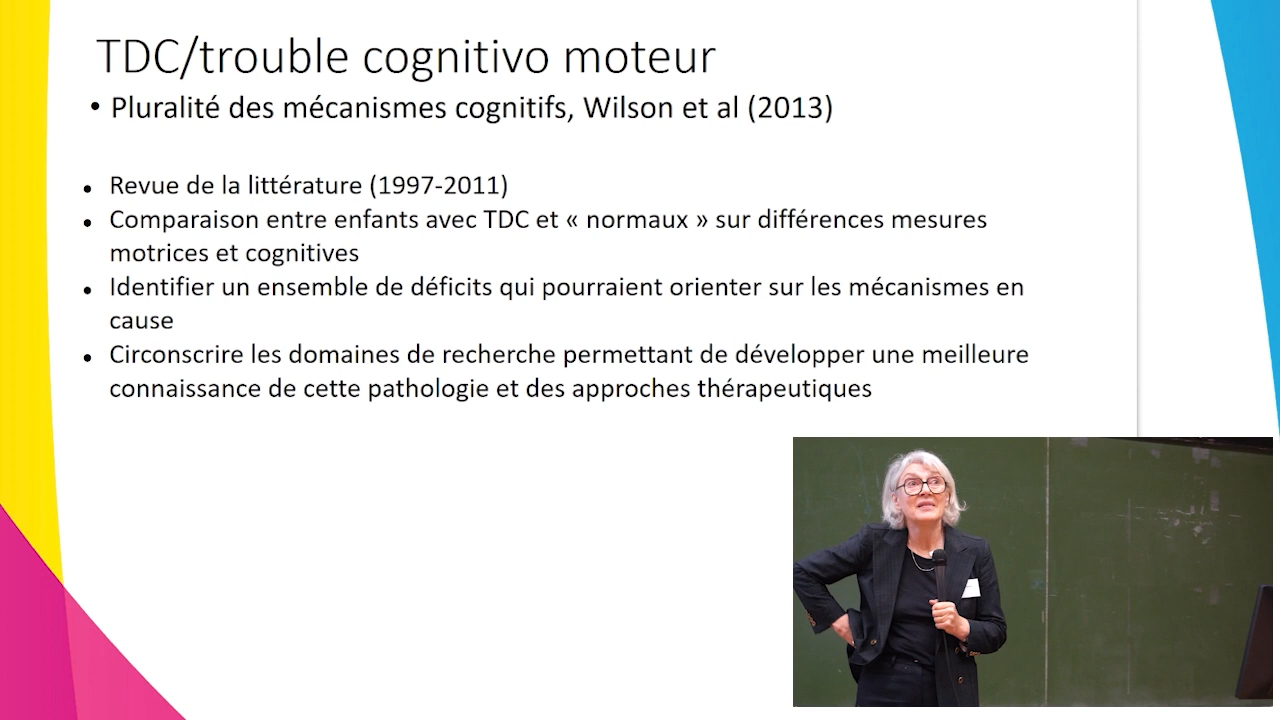 TDC/trouble cognitivo moteur
• Pluralité des mécanismes cognitifs, Wilson et al (2013)
• Revue de la littérature (1997-2011)
• Comparaison entre enfants avec TDC et « normaux » sur différences mesures
motrices et cognitives
• Identifier un ensemble de déficits qui pourraient orienter sur les mécanismes en
cause
• Circonscrire les domaines de recherche permettant de développer une meilleure
connaissance de cette pathologie et des approches thérapeutiques